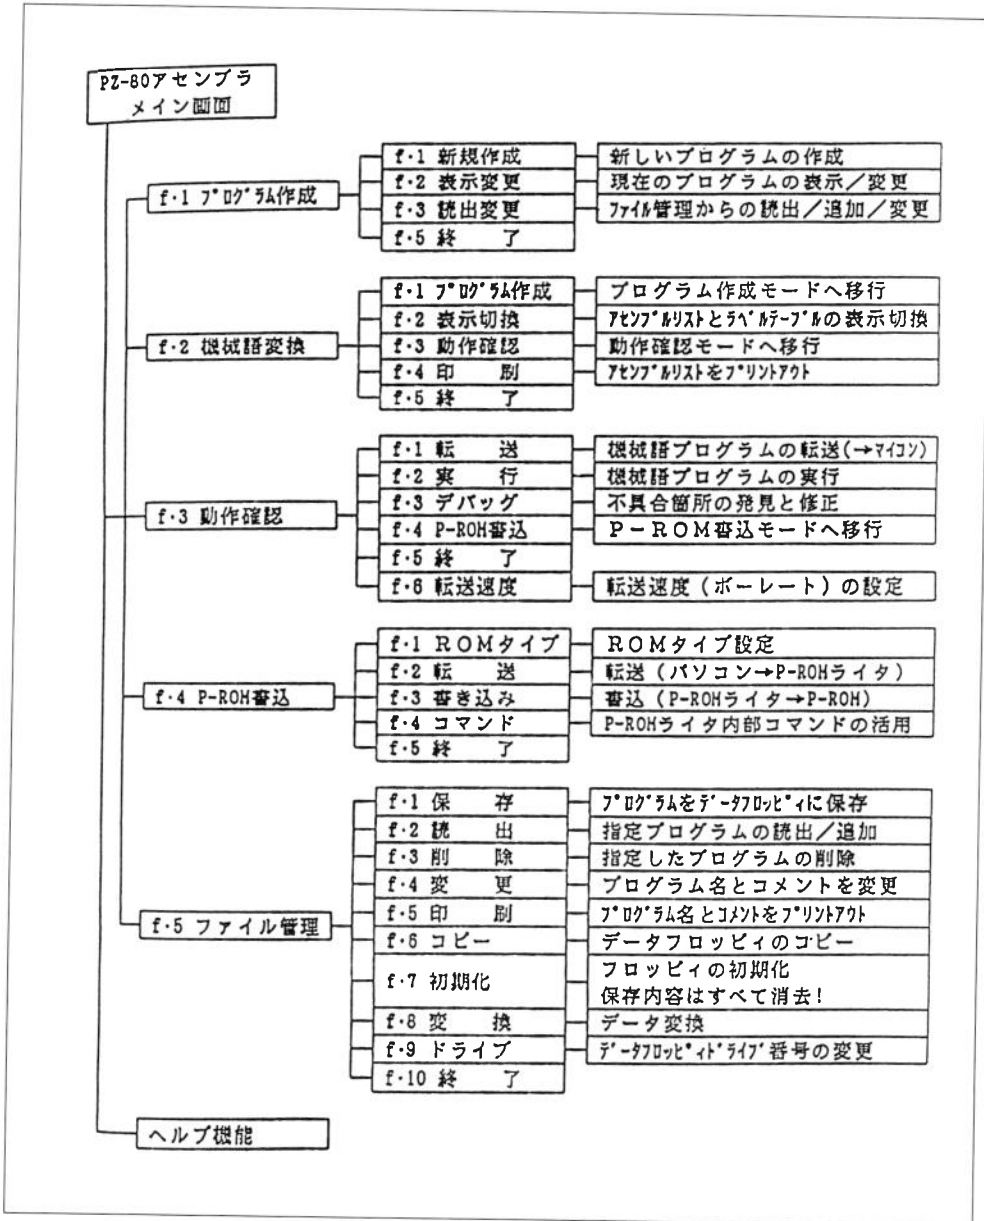 PZ-80アセンブラ
メイン画面
f·1 プログラム作成
f·1 新規作成 新しいプログラムの作成
f·2 表示変更 現在のプログラムの表示／変更
f·3 読出変更 ファイル管理からの読出／追加／変更
f·5 終 了
f·2 機械語変換
f·1 プログラム作成 プログラム作成モードへ移行
f·2 表示切換 アセンブルリストとラベルテーブルの表示切換
f·3 動作確認 動作確認モードへ移行
f·4 印 刷 アセンブルリストをプリントアウト
f·5 終 了
f·3 動作確認
f·1 転 送 機械語プログラムの転送(→マイコン)
f·2 実 行 機械語プログラムの実行
f·3 デバッグ 不具合箇所の発見と修正
f·4 P-ROM書込 P－ROM書込モードへ移行
f·5 終 了
f·6 転送速度 転送速度（ボーレート）の設定
f·4 P-ROM書込
f·1 ROMタイプ ROMタイプ設定
f·2 転 送 転送（パソコン→P-ROMライタ）
f·3 書き込み 書込（P-ROMライタ→P-ROM）
f·4 コマンド P-ROMライタ内部コマンドの活用
f·5 終 了
f·5 ファイル管理
f·1 保 存 プログラムをデータフロッピィに保存
f·2 読 出 指定プログラムの読出／追加
f·3 削 除 指定したプログラムの削除
f·4 変 更 プログラム名とコメントを変更
f·5 印 刷 プログラム名とコメントをプリントアウト
f·6 コピー データフロッピィのコピー
f·7 初期化 フロッピィの初期化
保存内容はすべて消去!
f·8 変 換 データ変換
f·9 ドライブ データフロッピィドライブ番号の変更
f·10 終 了
ヘルプ機能